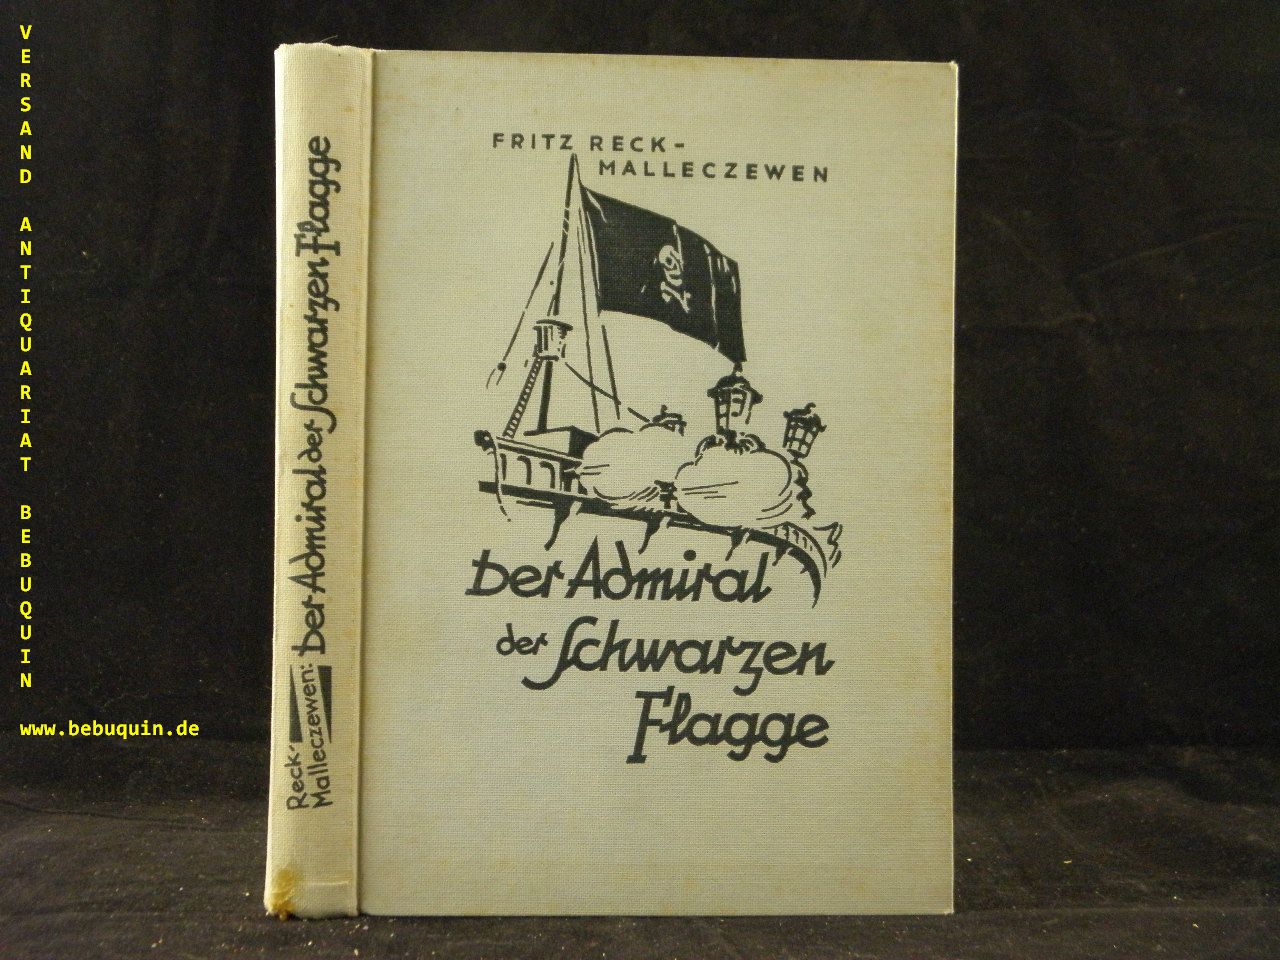 VERSAND ANTIQUARIAT BEBUQUIN
www.bebuquin.de
Reck-
Malleczewen:
Der Admiral der Schwarzen Flagge
FRITZ RECK-
MALLECZEWEN
Der Admiral
der Schwarzen
Flagge